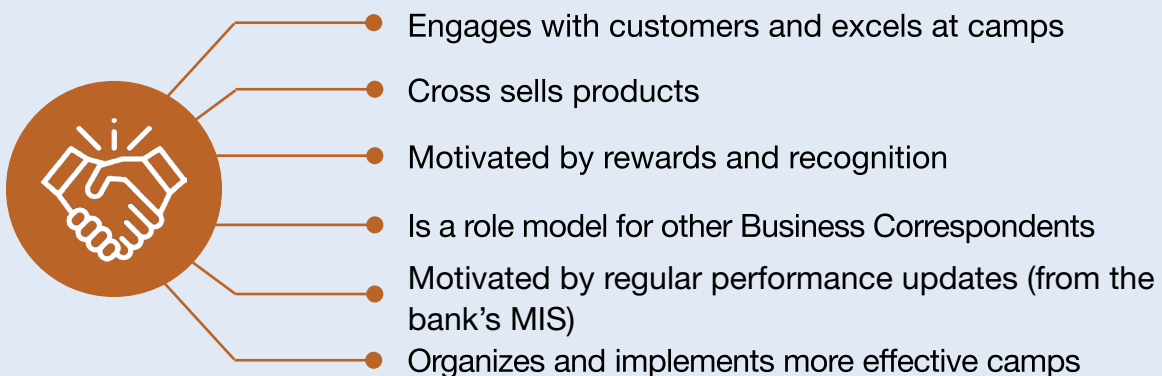 Engages with customers and excels at camps
Cross sells products
Motivated by rewards and recognition
Is a role model for other Business Correspondents
Motivated by regular performance updates (from the
bank’s MIS)
Organizes and implements more effective camps